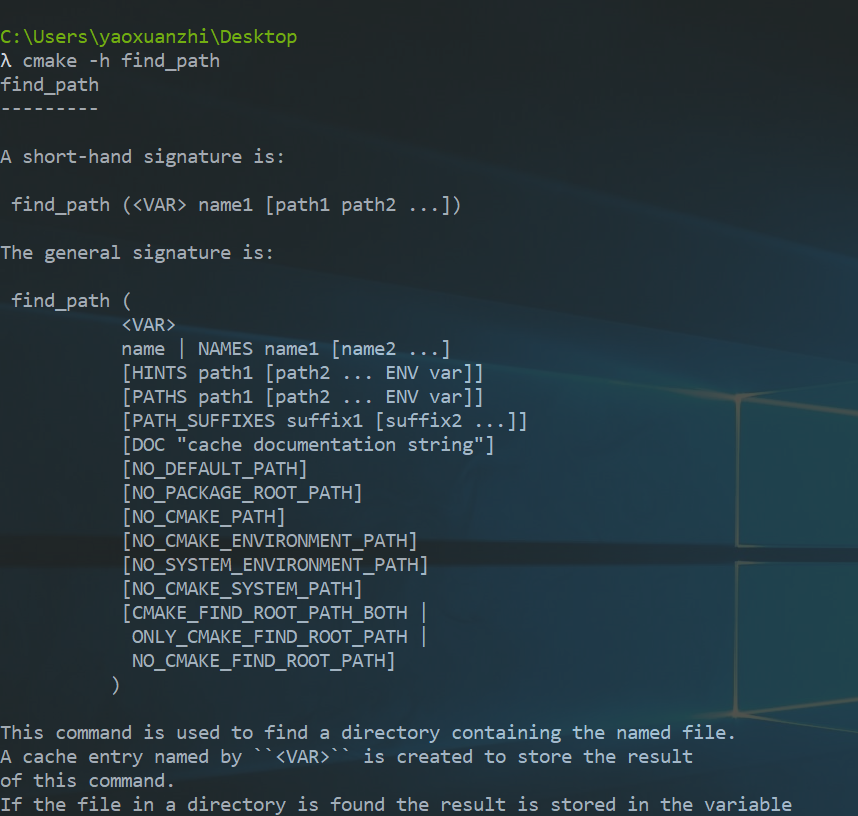 C:\Users\yaoxuanzhi\Desktop
λ cmake -h find_path
find_path
---------
A short-hand signature is:
find_path (<VAR> name1 [path1 path2 ...])
The general signature is:
find_path (
<VAR>
name | NAMES name1 [name2 ...]
[HINTS path1 [path2 ... ENV var]]
[PATHS path1 [path2 ... ENV var]]
[PATH_SUFFIXES suffix1 [suffix2 ...]]
[DOC "cache documentation string"]
[NO_DEFAULT_PATH]
[NO_PACKAGE_ROOT_PATH]
[NO_CMAKE_PATH]
[NO_CMAKE_ENVIRONMENT_PATH]
[NO_SYSTEM_ENVIRONMENT_PATH]
[NO_CMAKE_SYSTEM_PATH]
[CMAKE_FIND_ROOT_PATH_BOTH |
ONLY_CMAKE_FIND_ROOT_PATH |
NO_CMAKE_FIND_ROOT_PATH]
)
This command is used to find a directory containing the named file.
A cache entry named by ``<VAR>`` is created to store the result
of this command.
If the file in a directory is found the result is stored in the variable